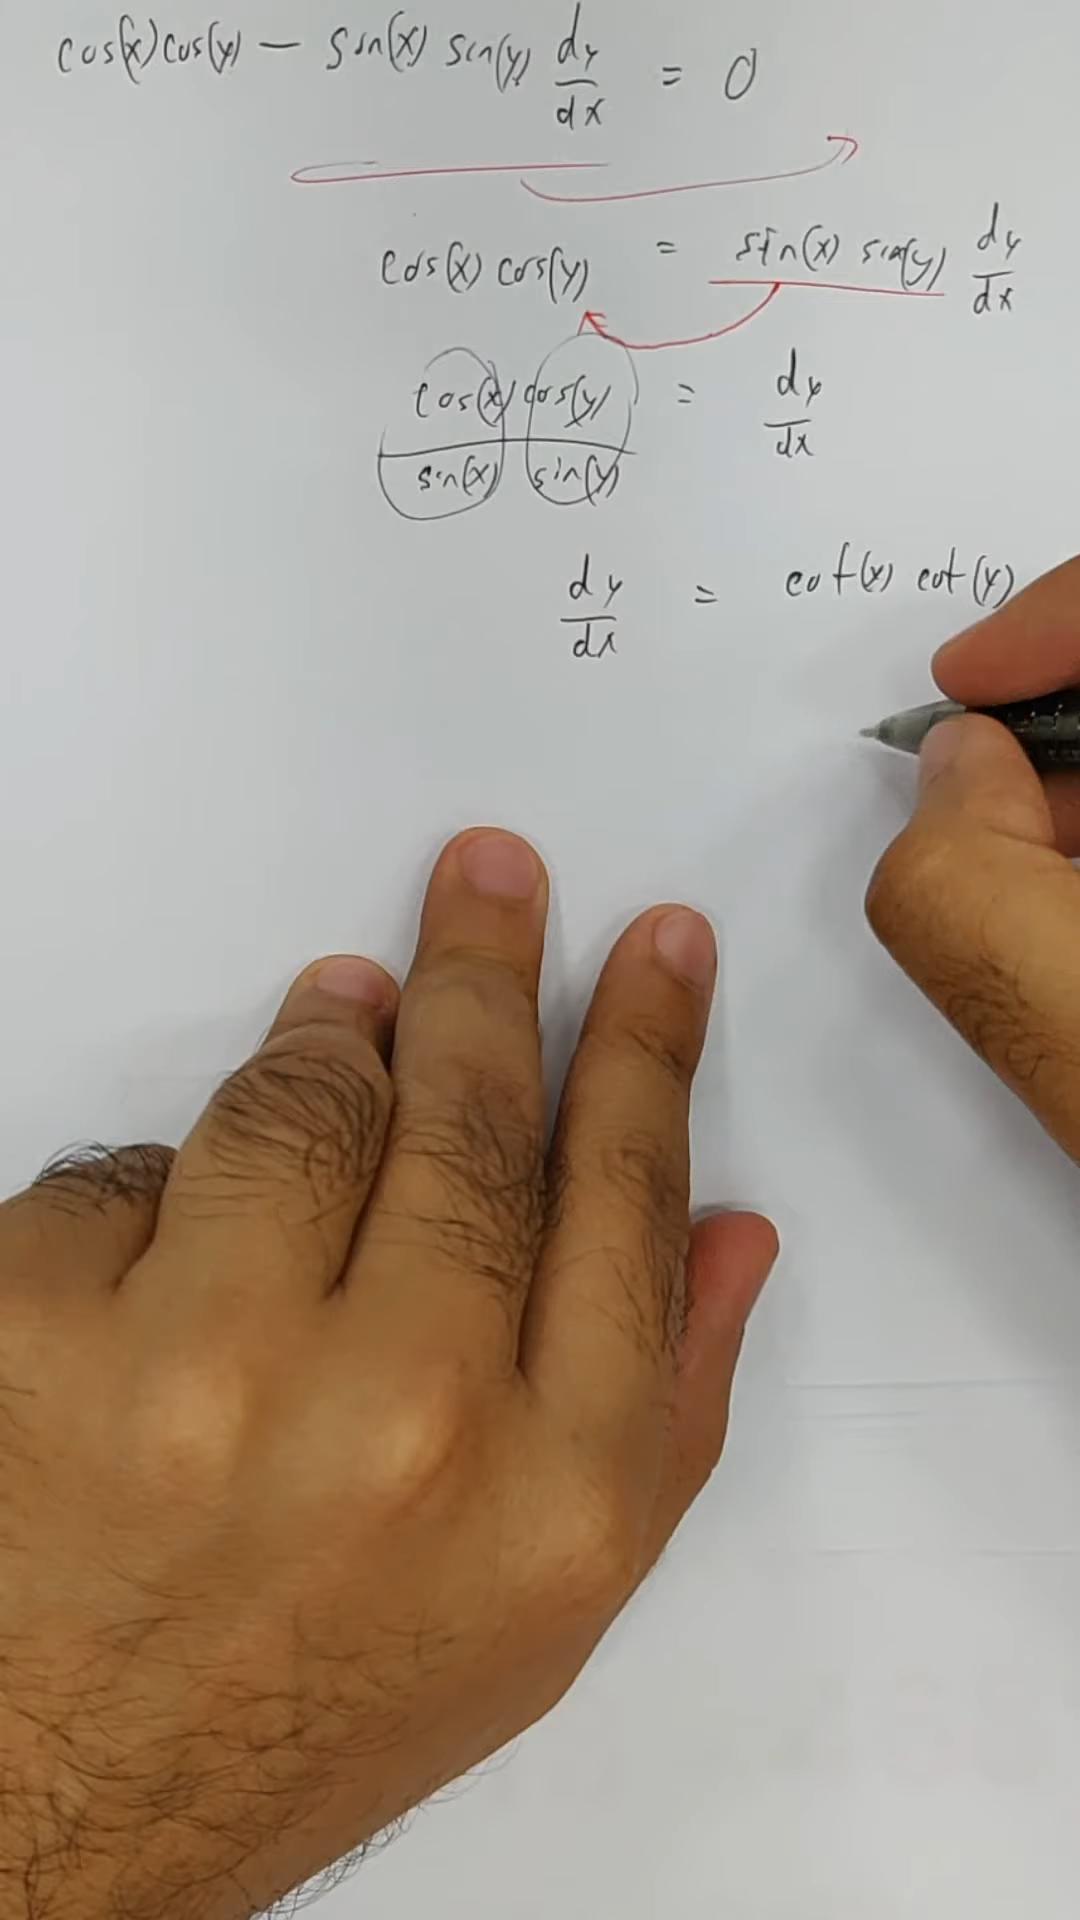 cos(x)cos(y) − sin(x) sin(y) dy/dx = 0
cos(x) cos(y) = sin(x) sin(y) dy/dx
cos(x) cos(y) / sin(x) sin(y) = dy/dx
dy/dx = cot(x) cot(y)